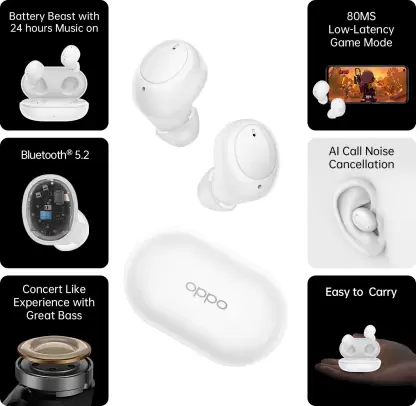 Battery Beast with
24 hours Music on
80MS
Low-Latency
Game Mode
Bluetooth® 5.2
AI Call Noise
Cancellation
oppo
Concert Like
Experience with
Great Bass
Easy to Carry